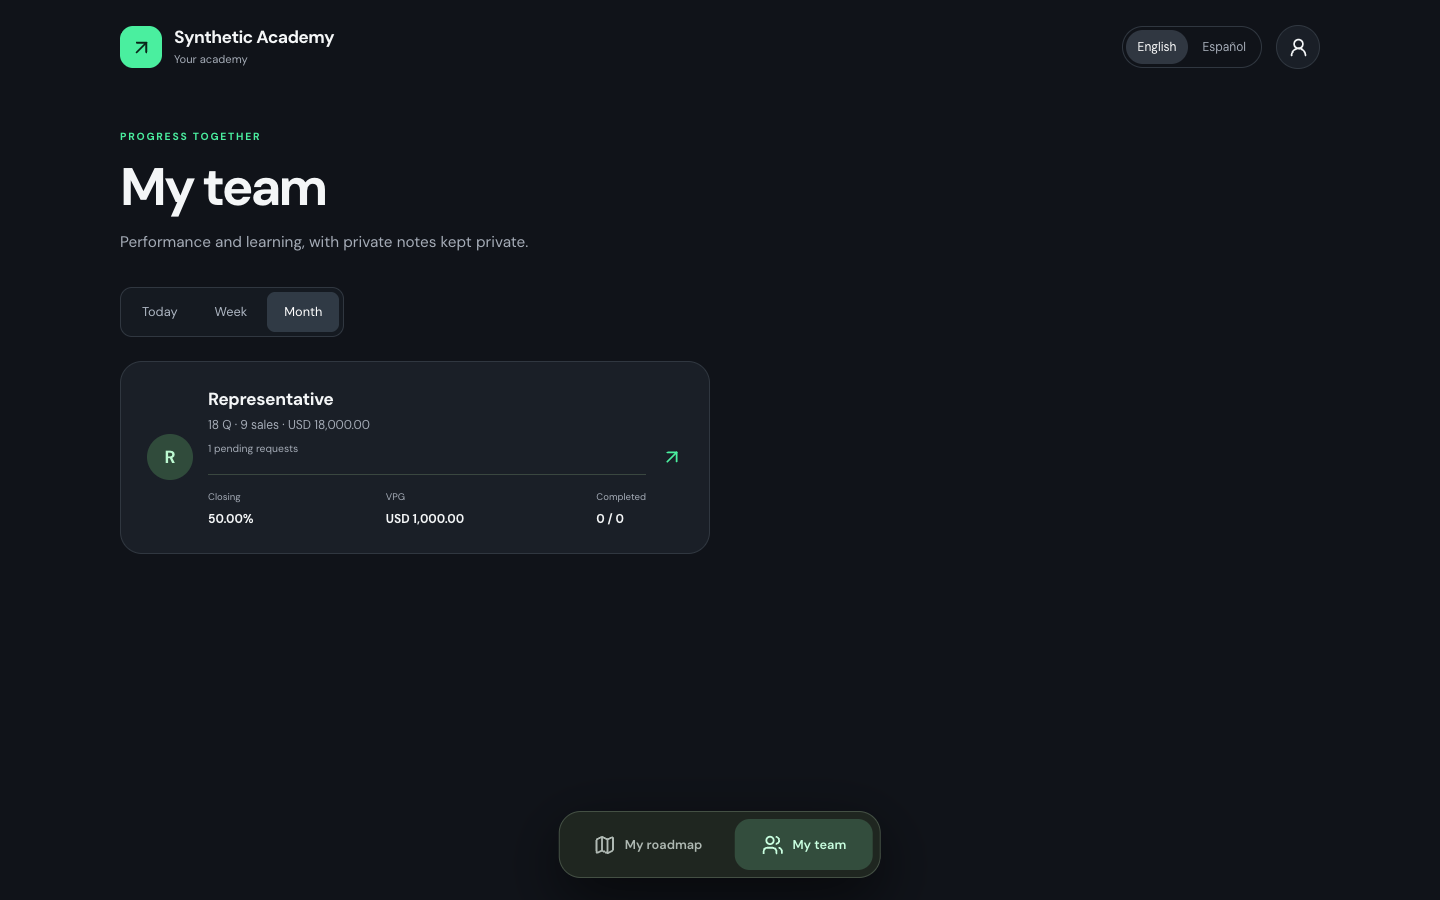 Synthetic Academy
Your academy
English Español
PROGRESS TOGETHER
My team
Performance and learning, with private notes kept private.
Today Week Month
Representative
18 Q · 9 sales · USD 18,000.00
1 pending requests
R
Closing VPG Completed
50.00% USD 1,000.00 0 / 0
My roadmap My team